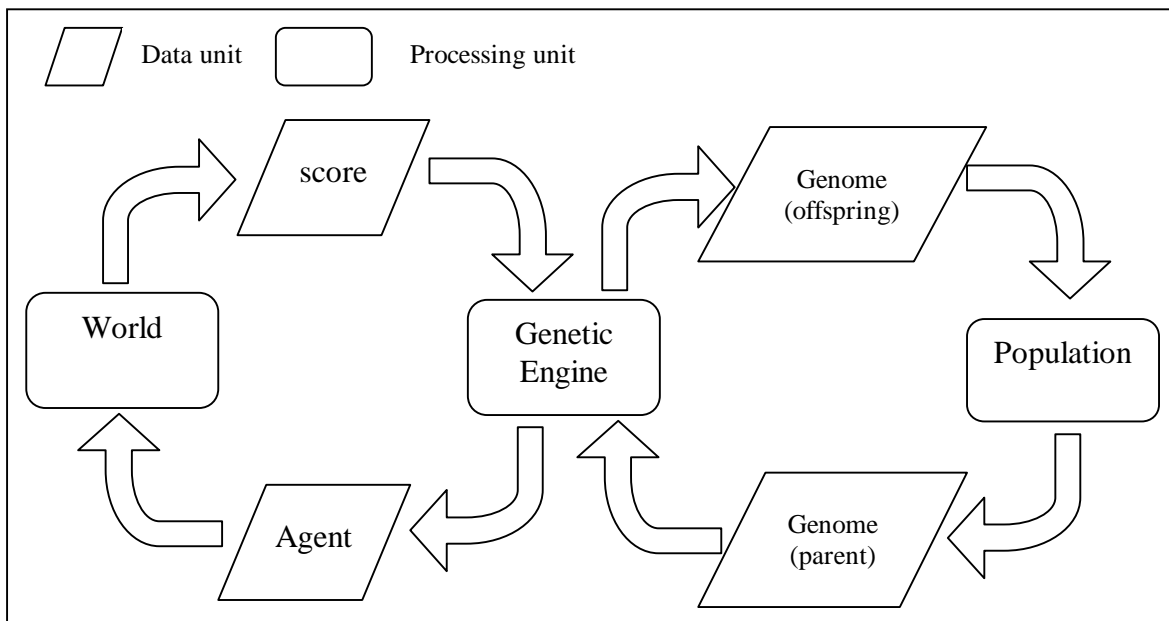 Data unit
Processing unit
score
Genome
(offspring)
World
Genetic
Engine
Population
Agent
Genome
(parent)